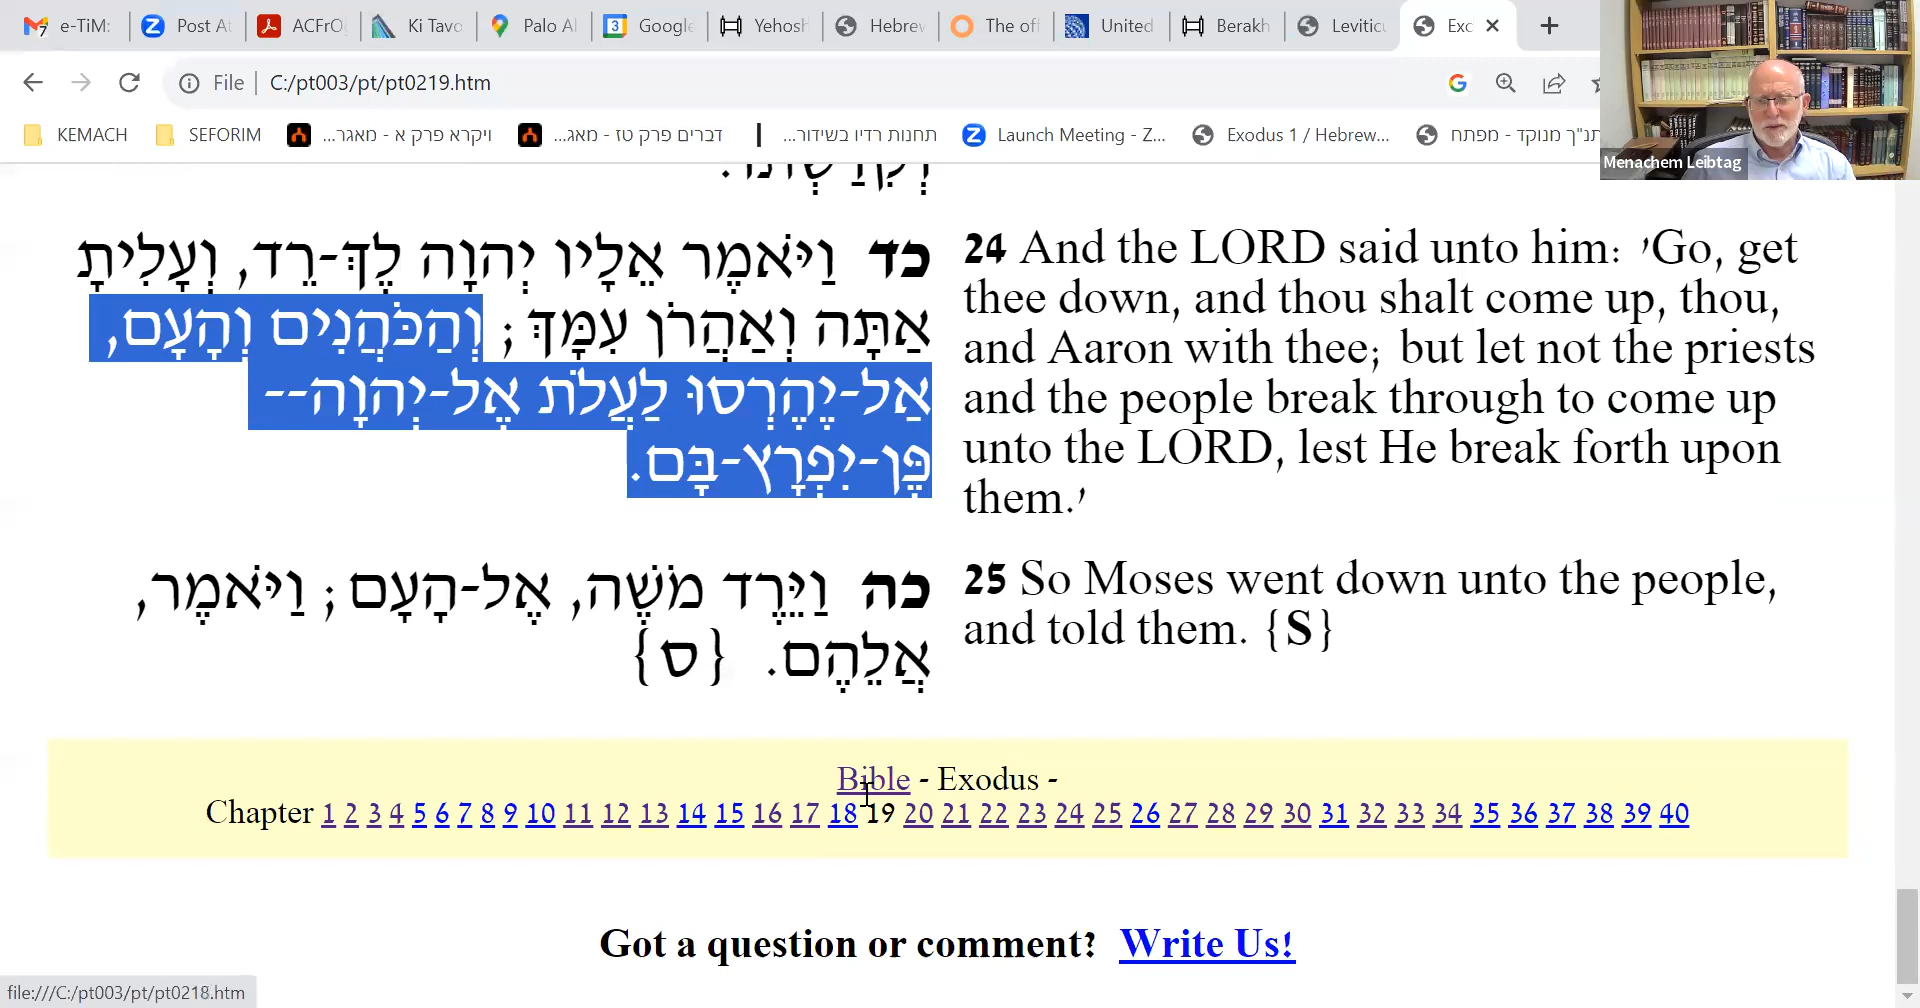 e-TiM:
Post At
ACFrO
Ki Tavo
Palo Al
Google
Yehosh
Hebrew
The off
United
Berakh
Leviticu
Exo
File
C:/pt003/pt/pt0219.htm
KEMACH
SEFORIM
ויקרא פרק א - מאגר...
דברים פרק טז - מאג...
תחנות רדיו בשידור...
Launch Meeting - Z...
Exodus 1 / Hebrew...
תנ"ך מנוקד - מפתח
Menachem Leibtag
כד וַיֹּאמֶר אֵלָיו יְהוָה לֶךְ-רֵד, וְעָלִיתָ
אַתָּה וְאַהֲרֹן עִמָּךְ; וְהַכֹּהֲנִים וְהָעָם,
אַל-יֶהֶרְסוּ לַעֲלֹת אֶל-יְהוָה--
פֶּן-יִפְרָץ-בָּם.
24 And the LORD said unto him: 'Go, get
thee down, and thou shalt come up, thou,
and Aaron with thee; but let not the priests
and the people break through to come up
unto the LORD, lest He break forth upon
them.'
כה וַיֵּרֶד מֹשֶׁה, אֶל-הָעָם; וַיֹּאמֶר,
אֲלֵהֶם. {ס}
25 So Moses went down unto the people,
and told them. {S}
Bible - Exodus -
Chapter 1 2 3 4 5 6 7 8 9 10 11 12 13 14 15 16 17 18 19 20 21 22 23 24 25 26 27 28 29 30 31 32 33 34 35 36 37 38 39 40
Got a question or comment? Write Us!
file:///C:/pt003/pt/pt0218.htm